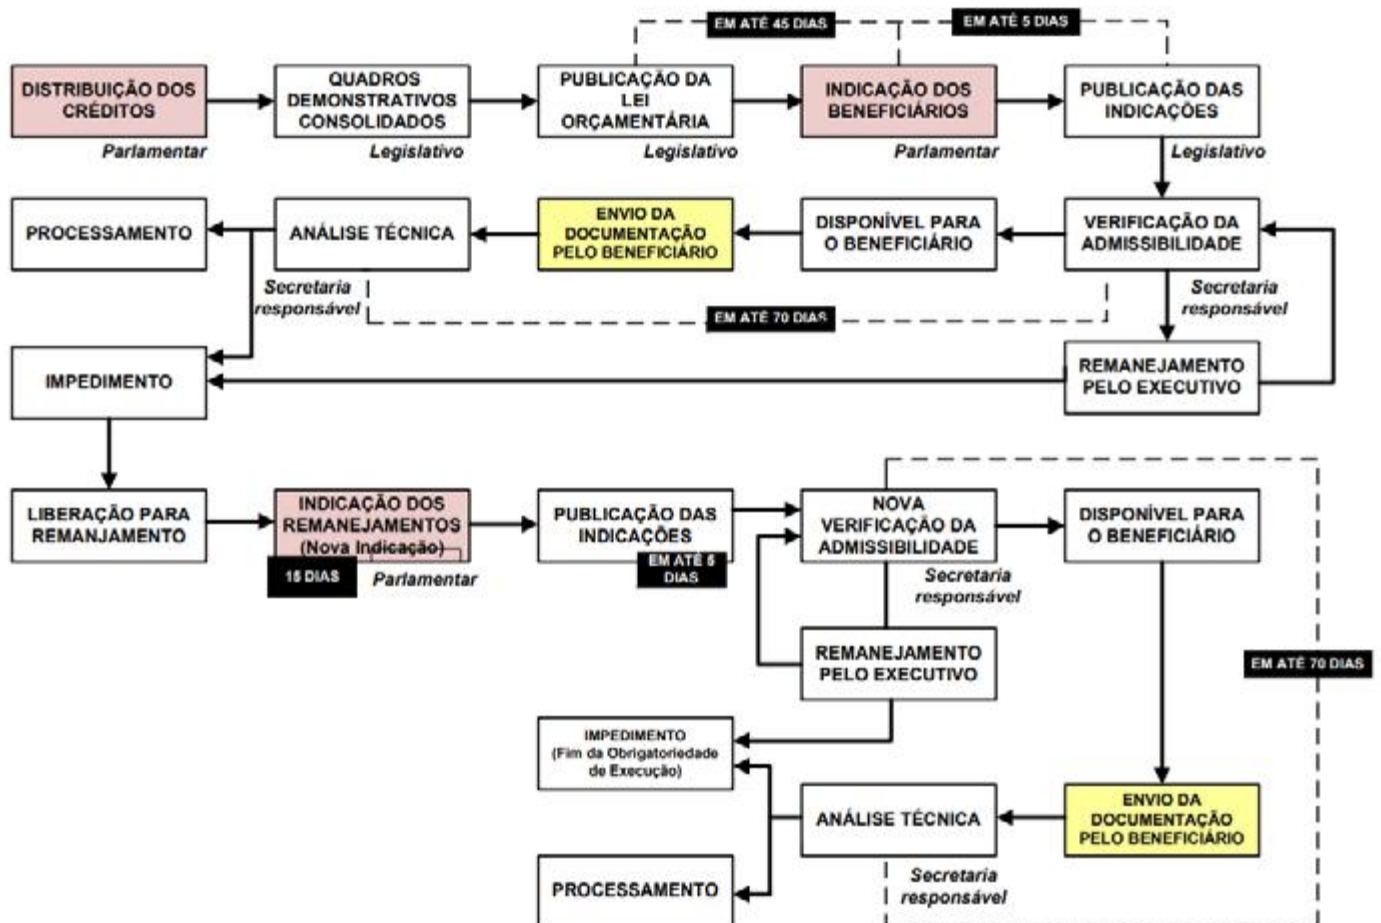 EM ATÉ 45 DIAS
EM ATÉ 5 DIAS
DISTRIBUIÇÃO DOS
CRÉDITOS
Parlamentar
QUADROS
DEMONSTRATIVOS
CONSOLIDADOS
Legislativo
PUBLICAÇÃO DA
LEI
ORÇAMENTÁRIA
Legislativo
INDICAÇÃO DOS
BENEFICIÁRIOS
Parlamentar
PUBLICAÇÃO DAS
INDICAÇÕES
Legislativo
PROCESSAMENTO
ANÁLISE TÉCNICA
Secretaria
responsável
ENVIO DA
DOCUMENTAÇÃO
PELO BENEFICIÁRIO
DISPONÍVEL PARA
O BENEFICIÁRIO
VERIFICAÇÃO DA
ADMISSIBILIDADE
Secretaria
responsável
EM ATÉ 70 DIAS
IMPEDIMENTO
REMANEJAMENTO
PELO EXECUTIVO
LIBERAÇÃO PARA
REMANJAMENTO
INDICAÇÃO DOS
REMANEJAMENTOS
(Nova Indicação)
15 DIAS
Parlamentar
PUBLICAÇÃO DAS
INDICAÇÕES
EM ATÉ 5
DIAS
NOVA
VERIFICAÇÃO DA
ADMISSIBILIDADE
Secretaria
responsável
DISPONÍVEL PARA
O BENEFICIÁRIO
REMANEJAMENTO
PELO EXECUTIVO
EM ATÉ 70 DIAS
IMPEDIMENTO
(Fim da Obrigatoriedade
de Execução)
ANÁLISE TÉCNICA
Secretaria
responsável
ENVIO DA
DOCUMENTAÇÃO
PELO BENEFICIÁRIO
PROCESSAMENTO